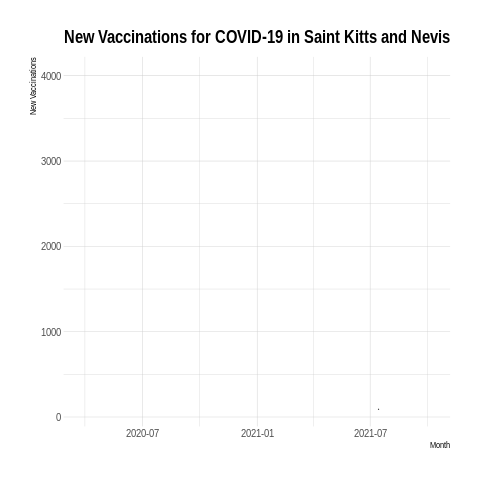 New Vaccinations for COVID-19 in Saint Kitts and Nevis
New Vaccinations
4000
3000
2000
1000
0
2020-07
2021-01
2021-07
Month